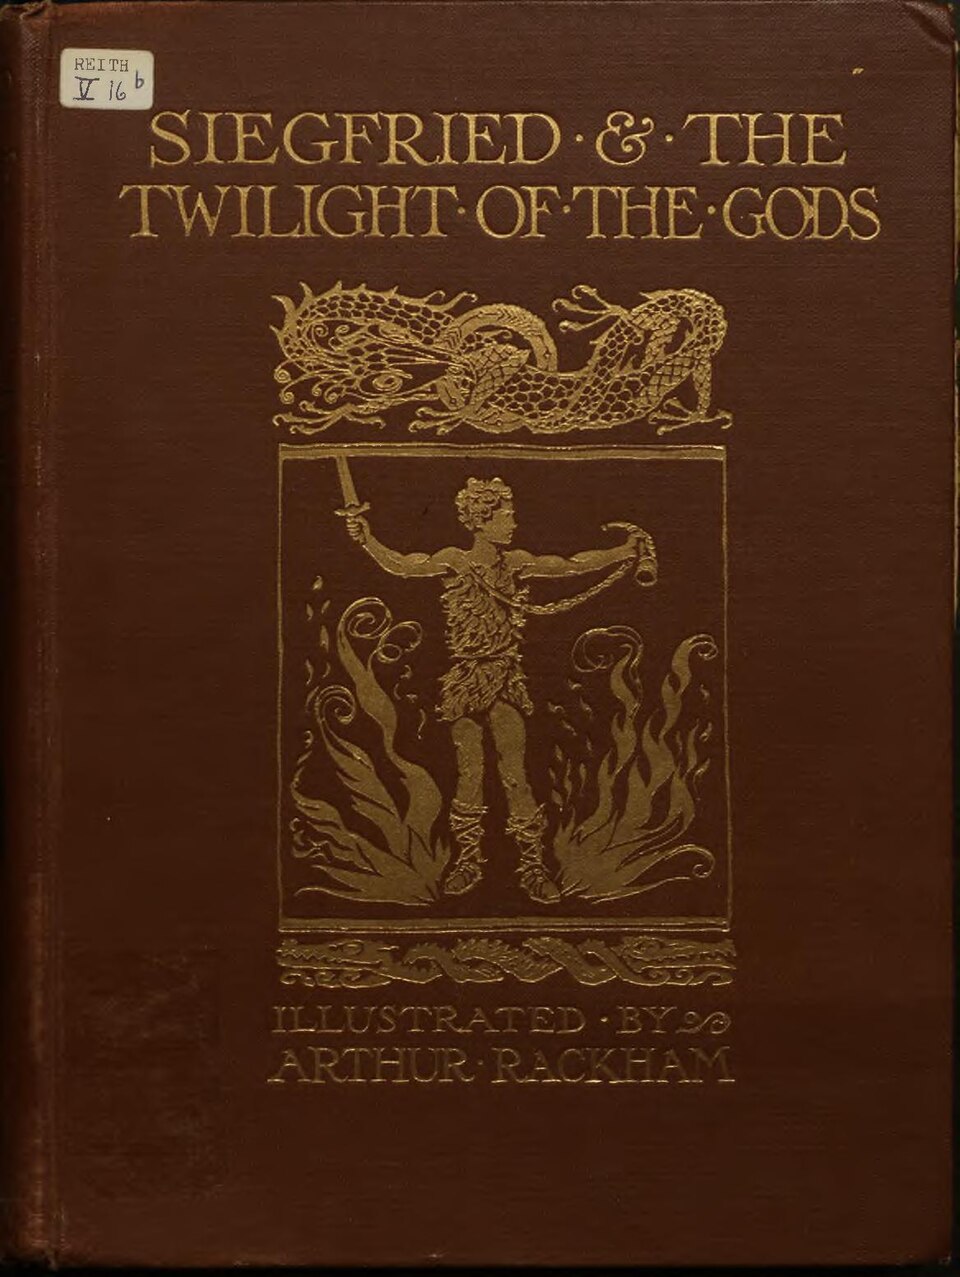 REITH
V 16 b
SIEGFRIED · & · THE
TWILIGHT · OF · THE · GODS
ILLUSTRATED · BY
ARTHUR · RACKHAM